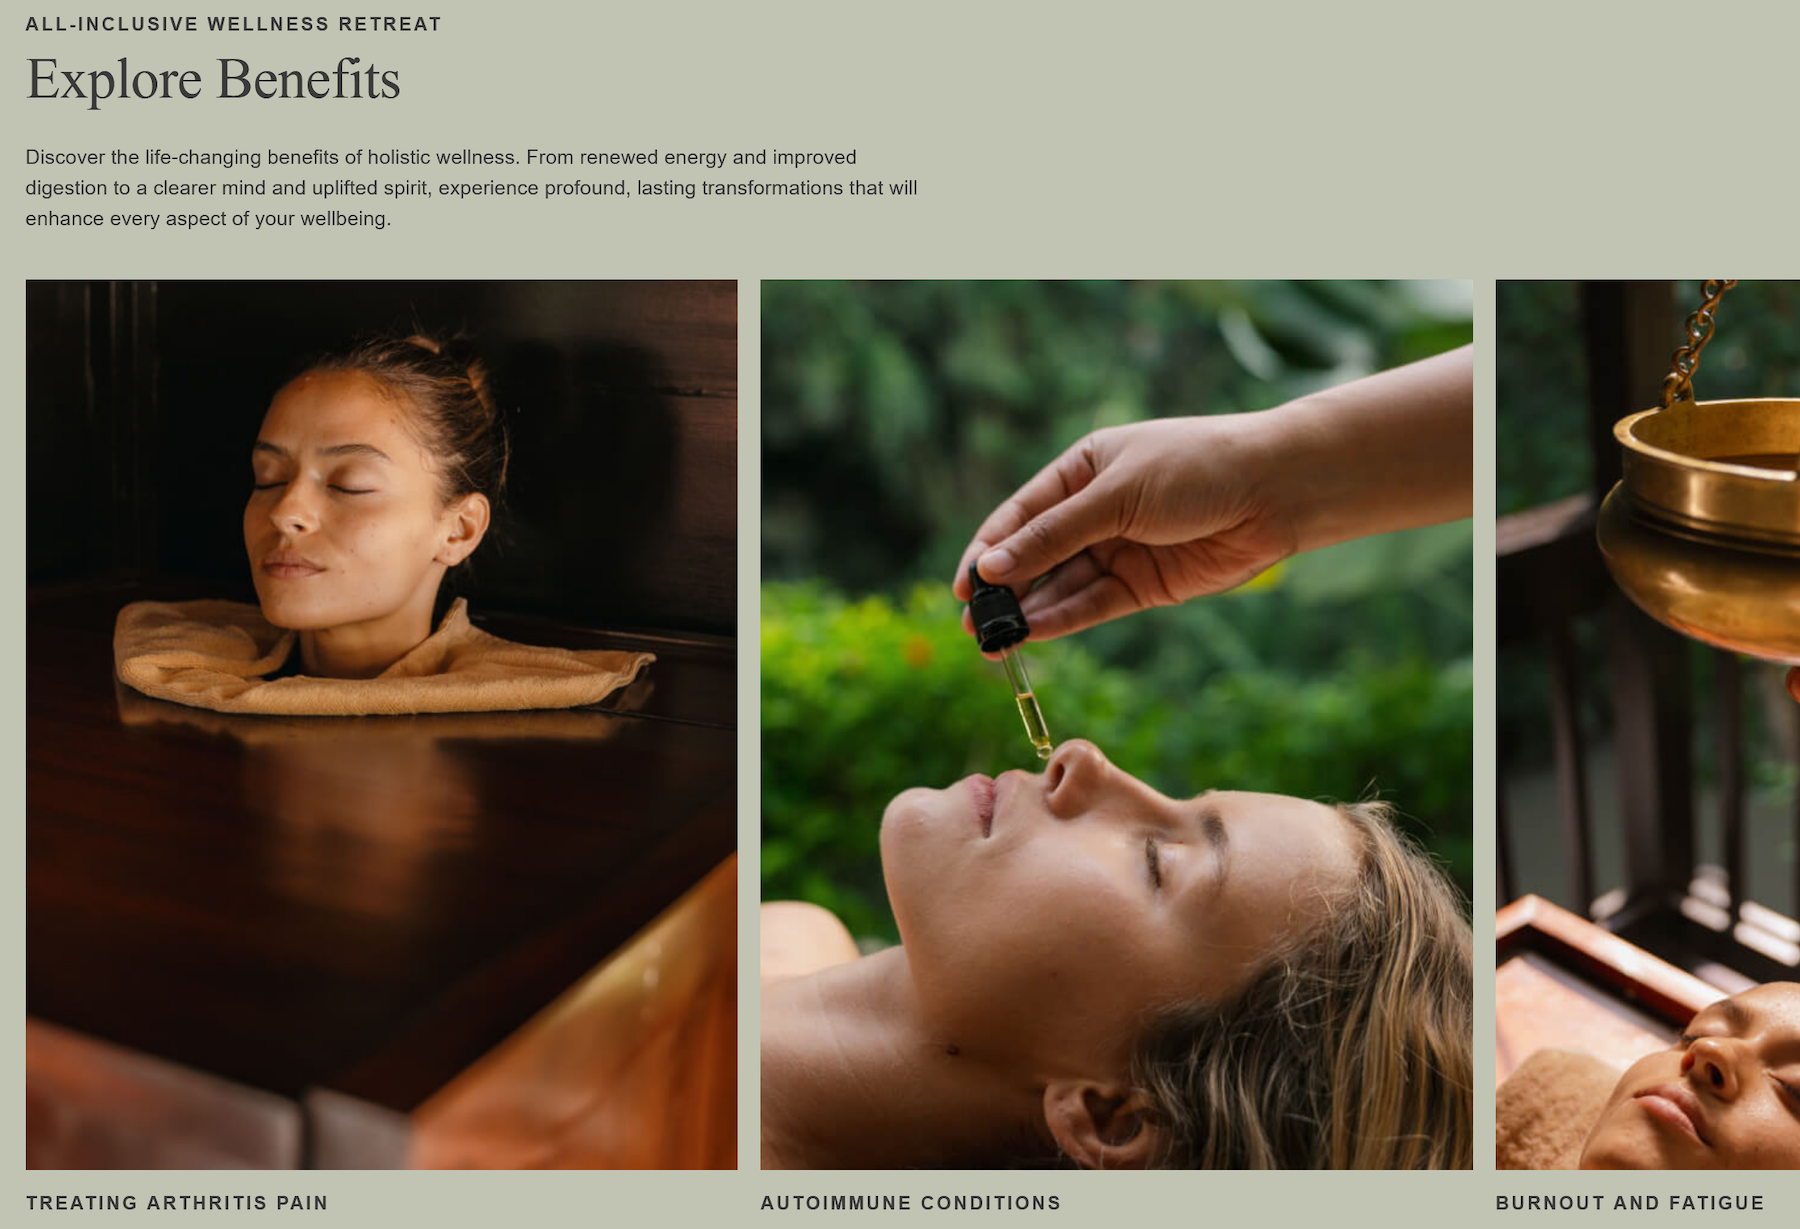 ALL-INCLUSIVE WELLNESS RETREAT
Explore Benefits
Discover the life-changing benefits of holistic wellness. From renewed energy and improved
digestion to a clearer mind and uplifted spirit, experience profound, lasting transformations that will
enhance every aspect of your wellbeing.
TREATING ARTHRITIS PAIN
AUTOIMMUNE CONDITIONS
BURNOUT AND FATIGUE